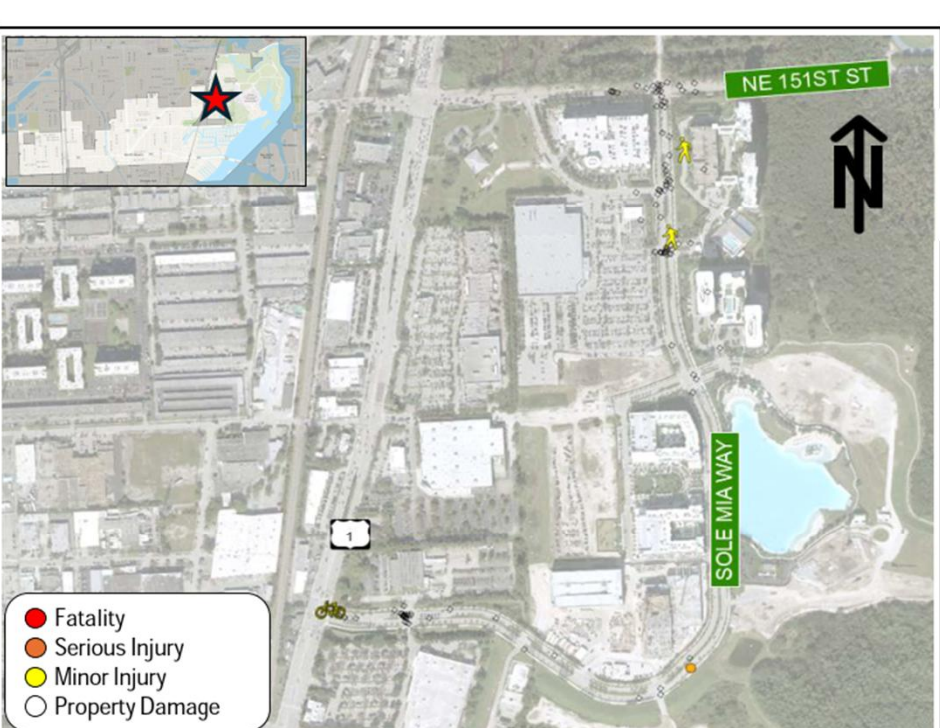 NE 151ST ST
N
SOLE MIA WAY
1
Fatality
Serious Injury
Minor Injury
Property Damage